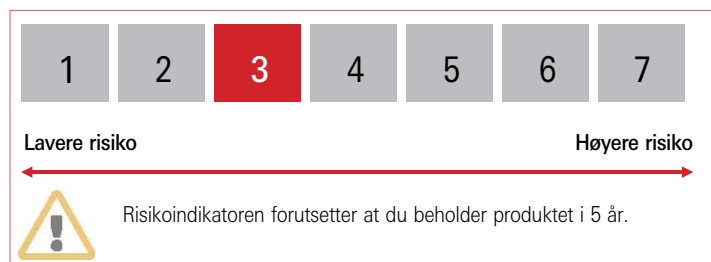 1 2 3 4 5 6 7
Lavere risiko Høyere risiko
Risikoindikatoren forutsetter at du beholder produktet i 5 år.